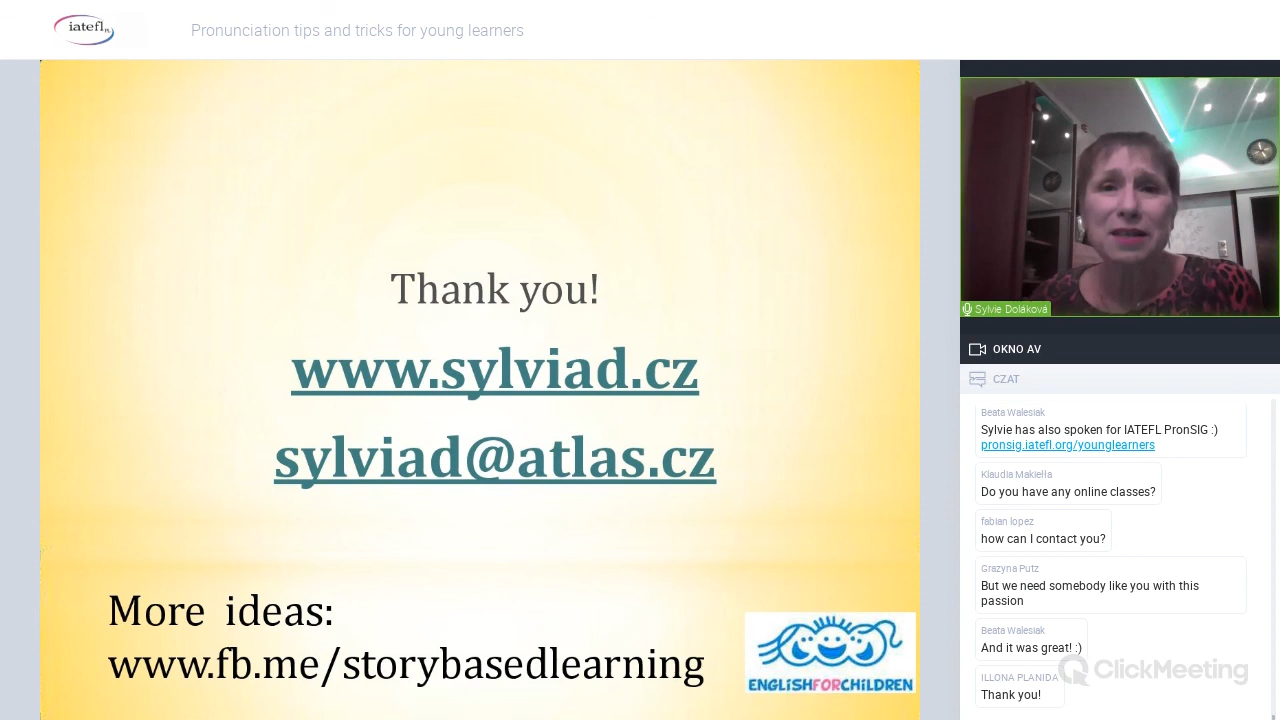 iatefl PL
Pronunciation tips and tricks for young learners
Thank you!
www.sylviad.cz
sylviad@atlas.cz
More ideas:
www.fb.me/storybasedlearning
ENGLISHFORCHiLDREN
Sylvie Doláková
OKNO AV
CZAT
Beata Walesiak
Sylvie has also spoken for IATEFL PronSIG :)
pronsig.iatefl.org/younglearners
Klaudia Makiełła
Do you have any online classes?
fabian lopez
how can I contact you?
Grazyna Putz
But we need somebody like you with this
passion
Beata Walesiak
And it was great! :)
ILLONA PLANIDA
Thank you!
ClickMeeting